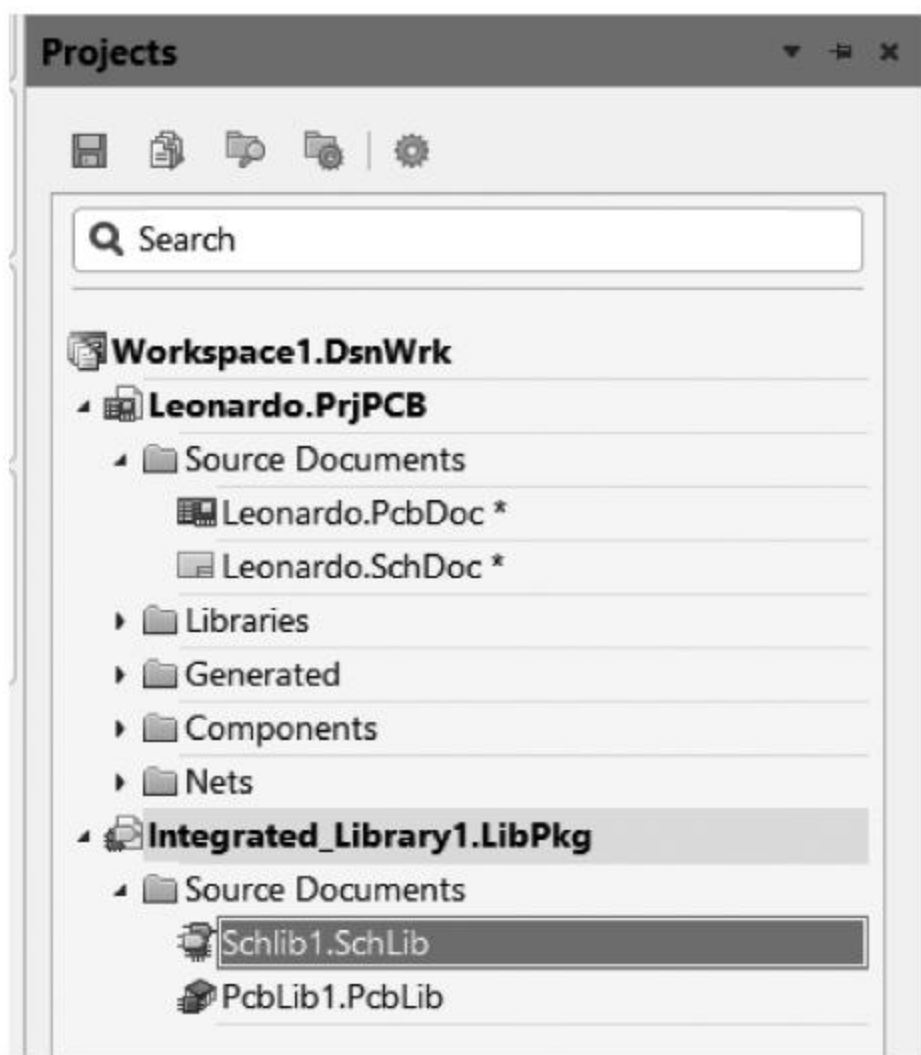 Projects
Search
Workspace1.DsnWrk
Leonardo.PrjPCB
Source Documents
Leonardo.PcbDoc *
Leonardo.SchDoc *
Libraries
Generated
Components
Nets
Integrated_Library1.LibPkg
Source Documents
Schlib1.SchLib
PcbLib1.PcbLib